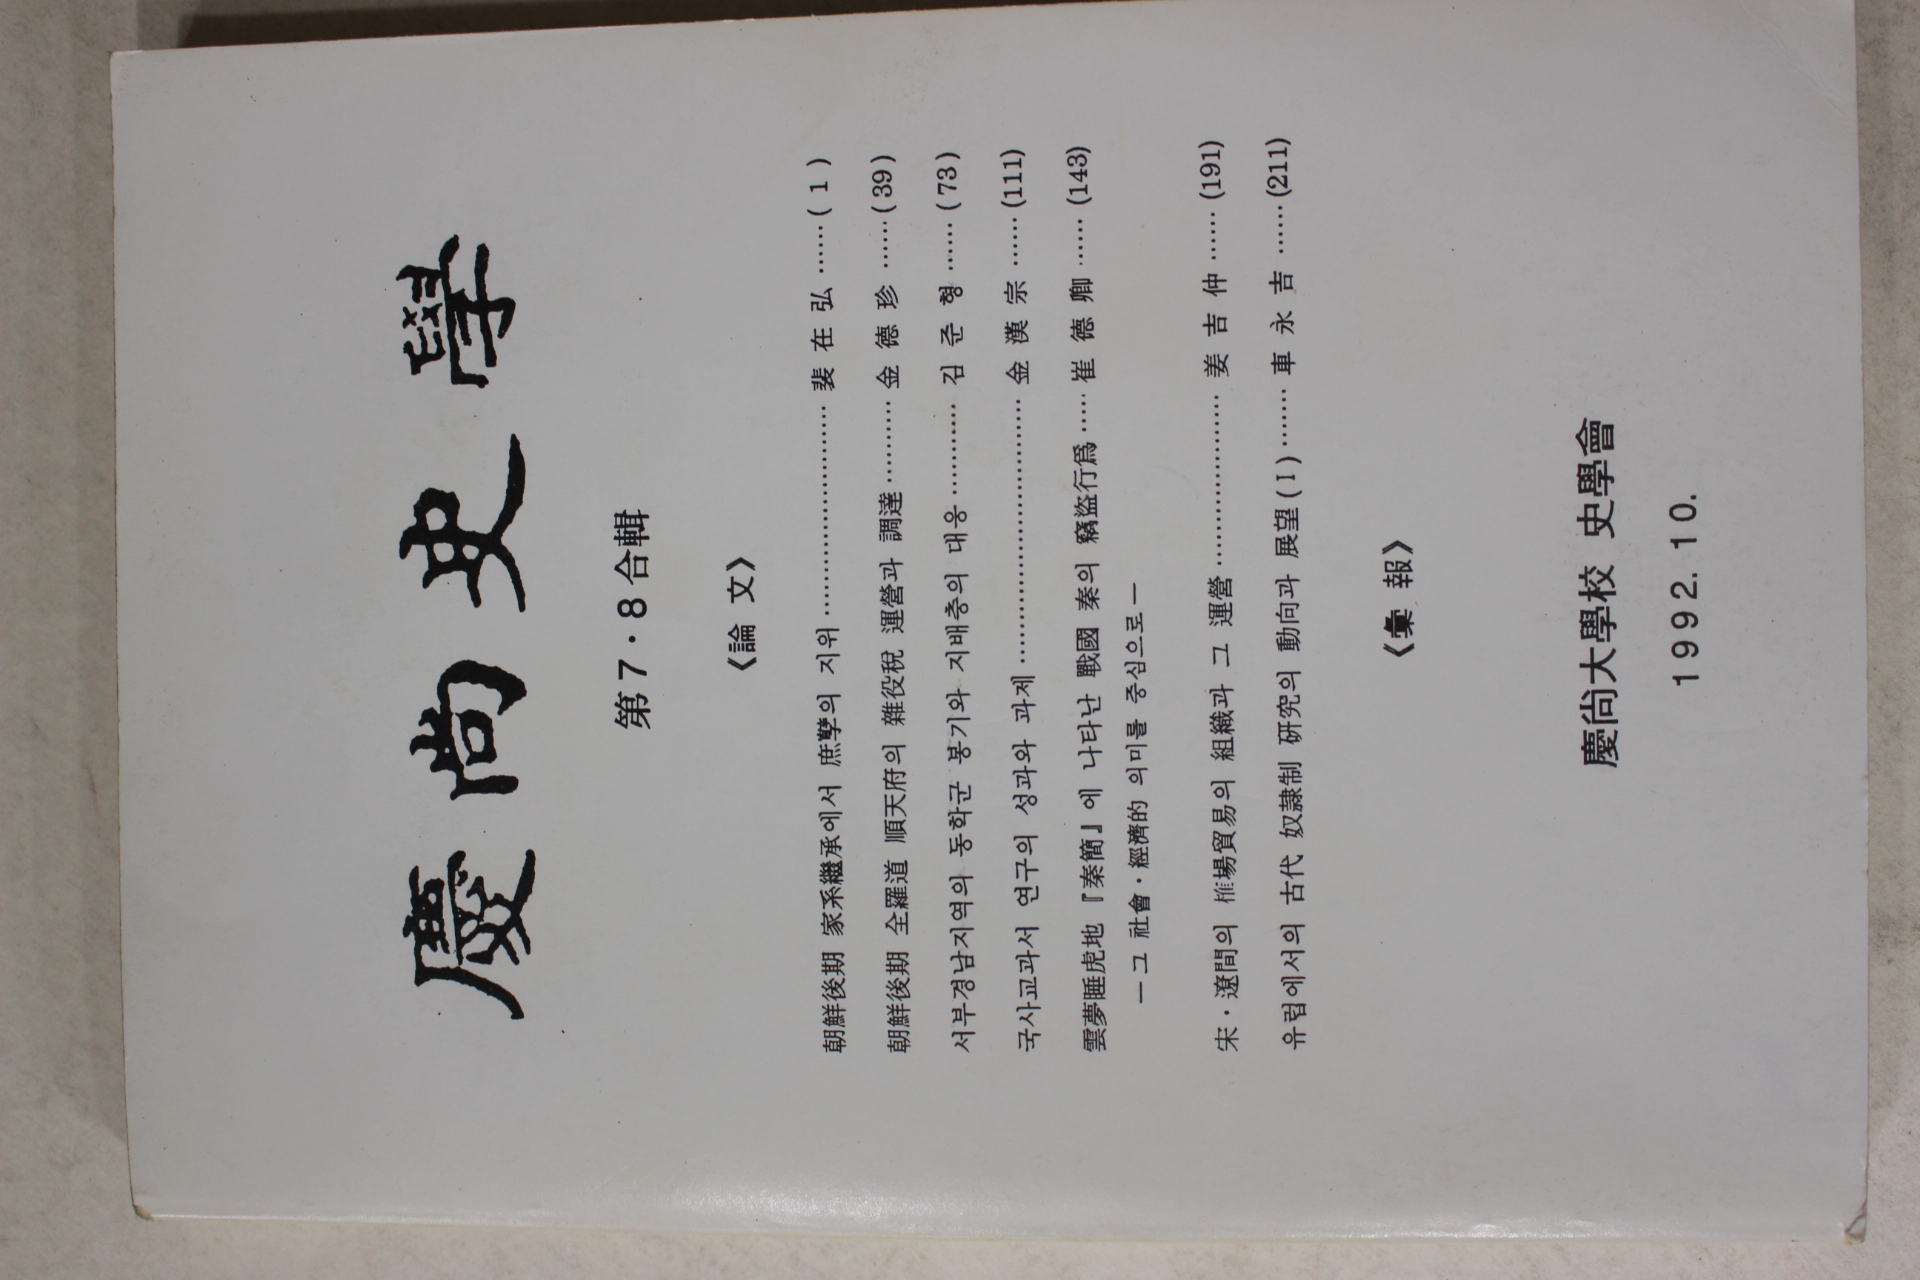 慶尚史學
第7·8合輯
《論 文》
朝鮮後期 家系繼承에서 庶孼의 지위 ………………… 裴 在 弘 ……( 1 )
朝鮮後期 全羅道 順天府의 雜役稅 運營과 調達 ……… 金 德 珍 ……( 39 )
서부경남지역의 동학군 봉기와 지배층의 대응 ……… 김 준 형 ……( 73 )
국사교과서 연구의 성과와 과제 ……………………… 金 漢 宗 ……(111)
雲夢睡虎地『秦簡』에 나타난 戰國 秦의 竊盜行爲 …… 崔 德 卿 ……(143)
－그 社會·經濟的 의미를 중심으로－
宋·遼間의 榷場貿易의 組織과 그 運營 ……………… 姜 吉 仲 ……(191)
유럽에서의 古代 奴隷制 研究의 動向과 展望(I) ……… 車 永 吉 ……(211)
《彙 報》
慶尚大學校 史學會
1992. 10.